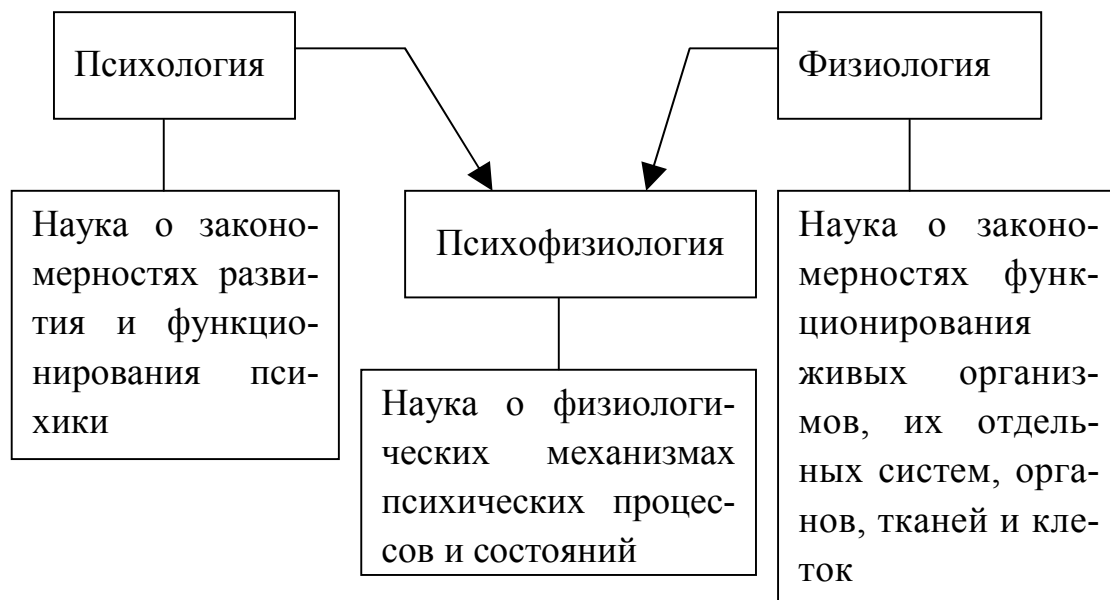 Психология
Физиология
Психофизиология
Наука о законо-
мерностях разви-
тия и функцио-
нирования пси-
хики
Наука о физиологи-
ческих механизмах
психических процес-
сов и состояний
Наука о законо-
мерностях функ-
ционирования
живых организ-
мов, их отдель-
ных систем, орга-
нов, тканей и кле-
ток